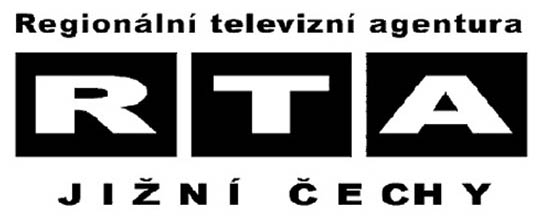 Regionální televizní agentura
RTA
JIŽNÍ ČECHY